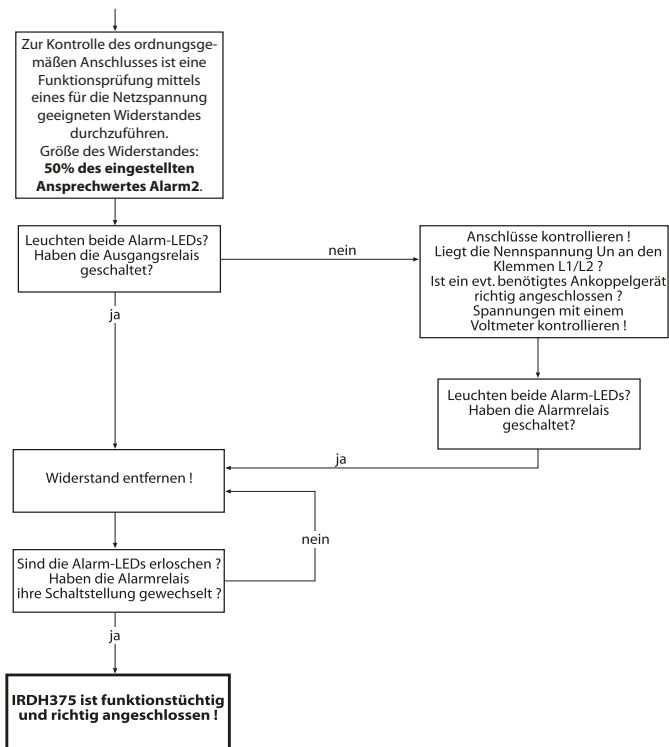 Zur Kontrolle des ordnungsge-
mäßen Anschlusses ist eine
Funktionsprüfung mittels
eines für die Netzspannung
geeigneten Widerstandes
durchzuführen.
Größe des Widerstandes:
50% des eingestellten
Ansprechwertes Alarm2.
Leuchten beide Alarm-LEDs?
Haben die Ausgangsrelais
geschaltet?
nein
Anschlüsse kontrollieren !
Liegt die Nennspannung Un an den
Klemmen L1/L2 ?
Ist ein evt. benötigtes Ankoppelgerät
richtig angeschlossen ?
Spannungen mit einem
Voltmeter kontrollieren !
ja
Leuchten beide Alarm-LEDs?
Haben die Alarmrelais
geschaltet?
ja
Widerstand entfernen !
nein
Sind die Alarm-LEDs erloschen ?
Haben die Alarmrelais
ihre Schaltstellung gewechselt ?
ja
IRDH375 ist funktionstüchtig
und richtig angeschlossen !